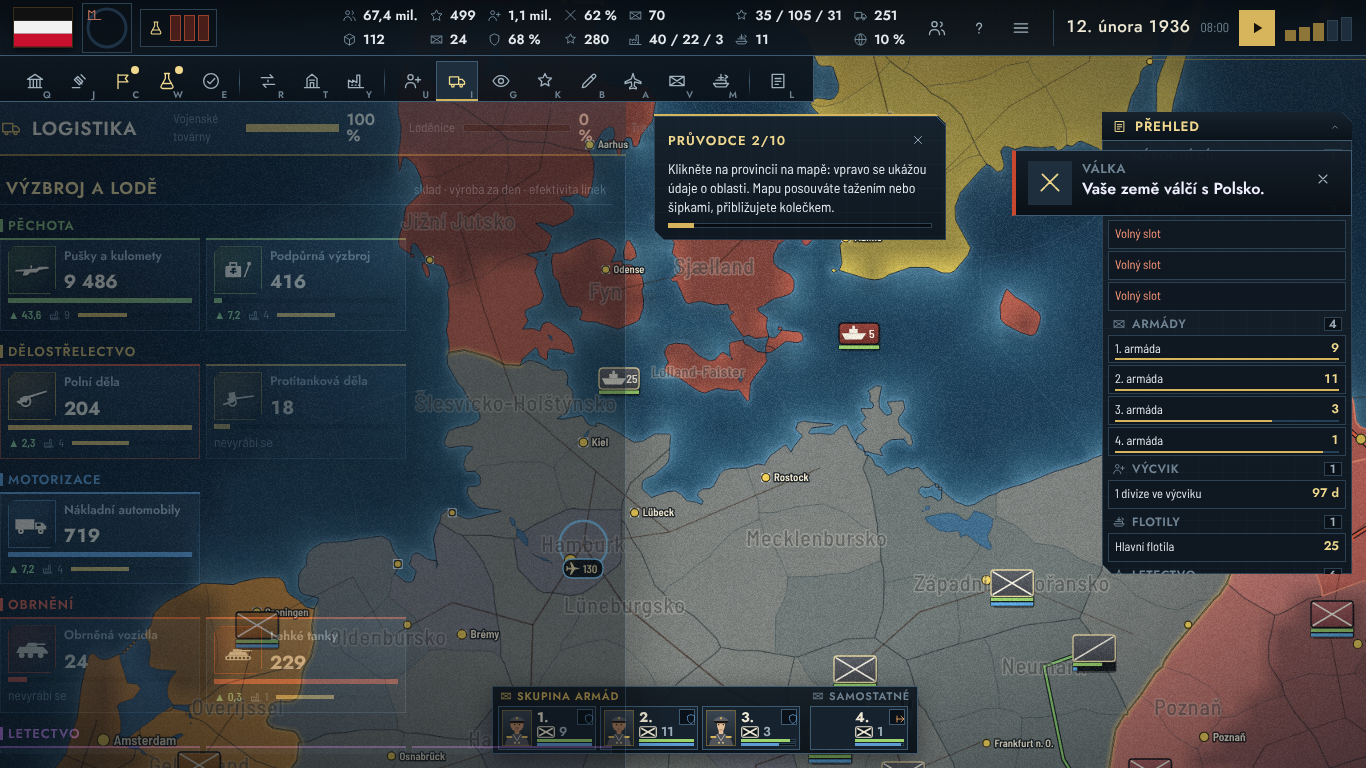 67,4 mil. 499 1,1 mil. 62 % 70 35 / 105 / 31 251
112 24 68 % 280 40 / 22 / 3 11 10 %
12. února 1936 08:00
Q J C W E R T Y U I G K B A V M L
LOGISTIKA
Vojenské továrny 100 %
Loděnice 0 %
VÝZBROJ A LODĚ
sklad · výroba za den · efektivita linek
PĚCHOTA
Pušky a kulomety
9 486
▲ 43,6 9
Podpůrná výzbroj
416
▲ 7,2 4
DĚLOSTŘELECTVO
Polní děla
204
▲ 2,3 4
Protitanková děla
18
nevyrábí se
MOTORIZACE
Nákladní automobily
719
▲ 7,2 4
OBRNĚNÍ
Obrněná vozidla
24
nevyrábí se
Lehké tanky
229
▲ 0,3 1
LETECTVO
PRŮVODCE 2/10
Klikněte na provincii na mapě: vpravo se ukážou
údaje o oblasti. Mapu posouváte tažením nebo
šipkami, přibližujete kolečkem.
PŘEHLED
VÁLKA
Vaše země válčí s Polsko.
Volný slot
Volný slot
Volný slot
ARMÁDY 4
1. armáda 9
2. armáda 11
3. armáda 3
4. armáda 1
VÝCVIK 1
1 divize ve výcviku 97 d
FLOTILY 1
Hlavní flotila 25
Aarhus
Jižní Jutsko
Odense
Fyn
Sjælland
5
Lolland-Falster
25
Šlesvicko-Holštýnsko
Kiel
Rostock
Lübeck
Hamburk
130
Mecklenbursko
Lüneburgsko
Groningen
Oldenbursko
Brémy
Neumark
Overijssel
Amsterdam
Osnabrück
Poznaň
Poznaň
Frankfurt n. O.
SKUPINA ARMÁD
SAMOSTATNÉ
1. 9
2. 11
3. 3
4. 1